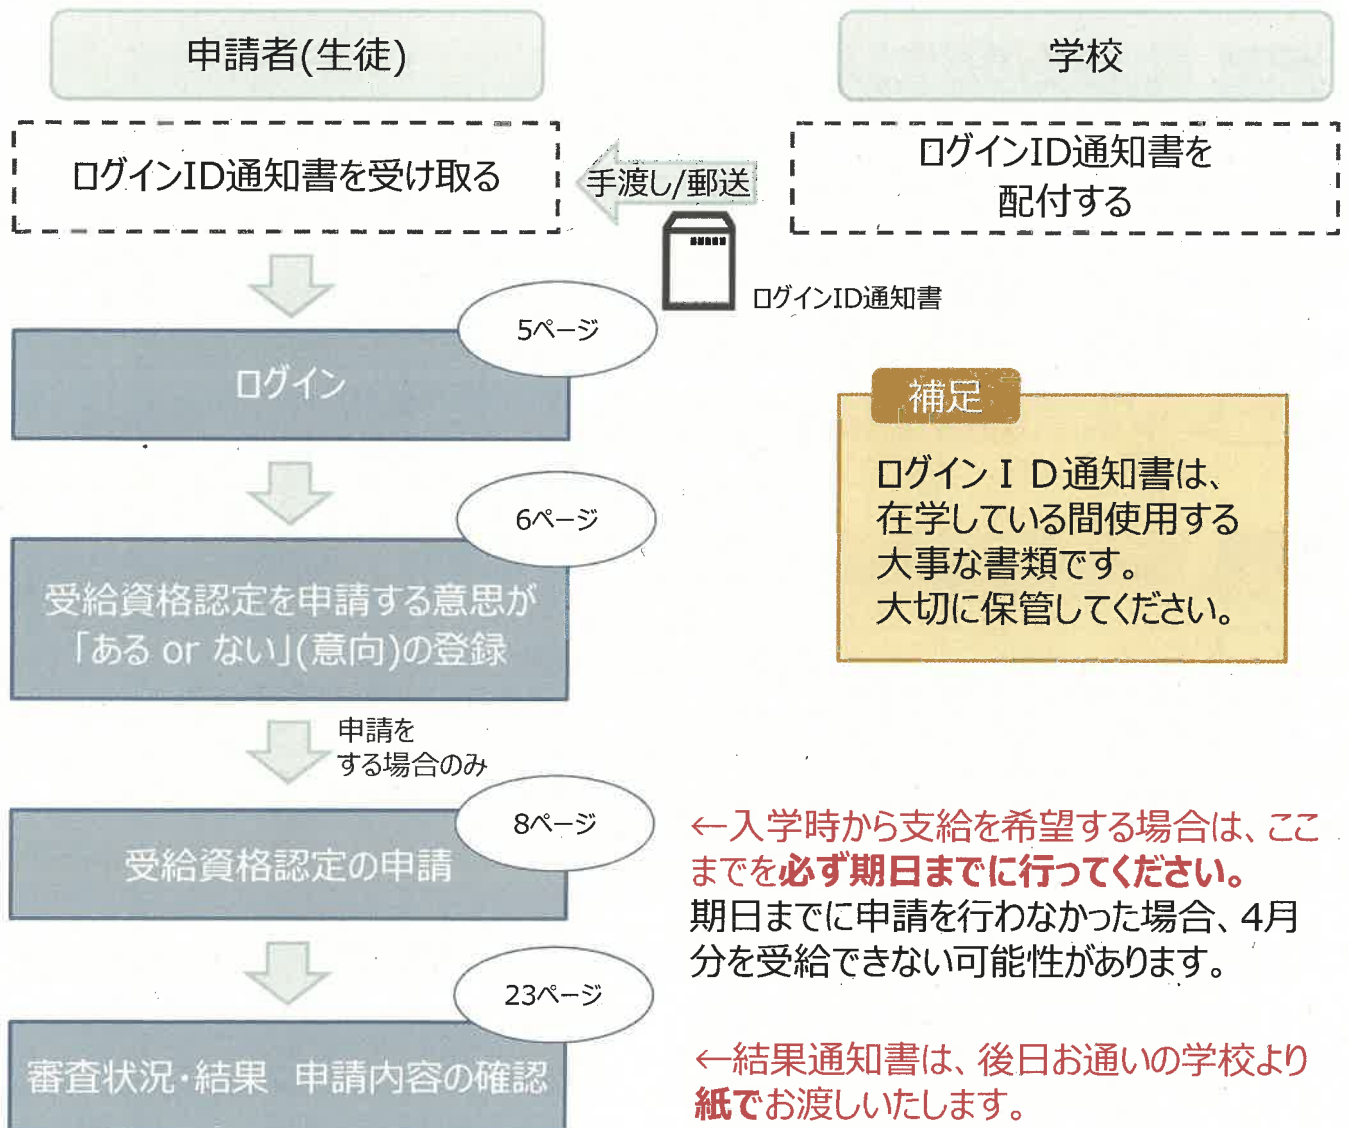 申請者(生徒)
学校
ログインID通知書を受け取る
手渡し/郵送
ログインID通知書を
配付する
ログインID通知書
5ページ
ログイン
補足
ログインＩＤ通知書は、
在学している間使用する
大事な書類です。
大切に保管してください。
6ページ
受給資格認定を申請する意思が
「ある or ない」(意向)の登録
申請を
する場合のみ
8ページ
受給資格認定の申請
←入学時から支給を希望する場合は、ここ
までを必ず期日までに行ってください。
期日までに申請を行わなかった場合、4月
分を受給できない可能性があります。
23ページ
審査状況・結果　申請内容の確認
←結果通知書は、後日お通いの学校より
紙でお渡しいたします。